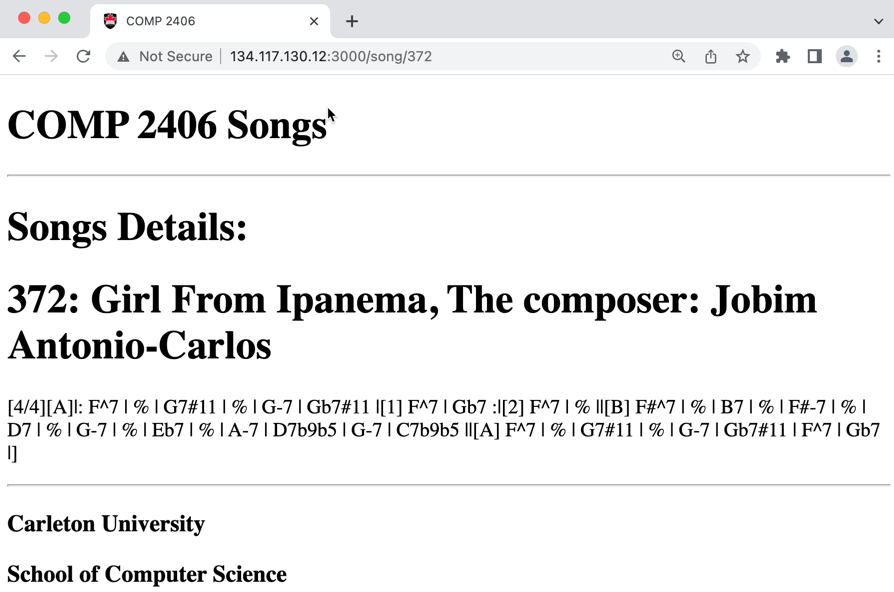 COMP 2406
Not Secure | 134.117.130.12:3000/song/372
COMP 2406 Songs
Songs Details:
372: Girl From Ipanema, The composer: Jobim
Antonio-Carlos
[4/4][A]|: F^7 | % | G7#11 | % | G-7 | Gb7#11 |[1] F^7 | Gb7 :|[2] F^7 | % ||[B] F#^7 | % | B7 | % | F#-7 | % |
D7 | % | G-7 | % | Eb7 | % | A-7 | D7b9b5 | G-7 | C7b9b5 ||[A] F^7 | % | G7#11 | % | G-7 | Gb7#11 | F^7 | Gb7
|]
Carleton University
School of Computer Science